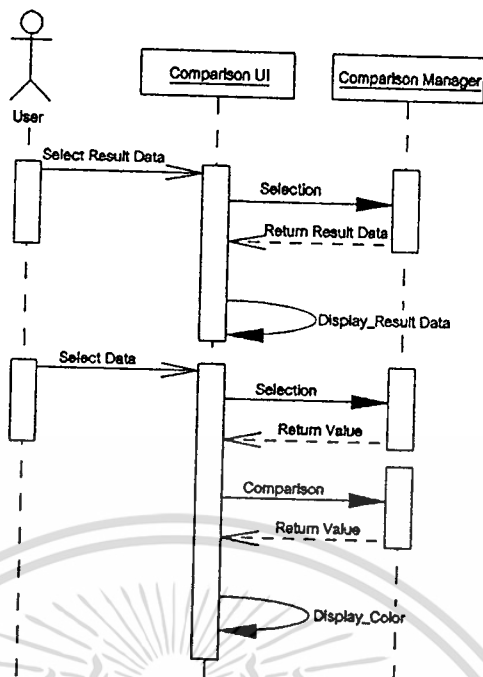 Comparison UI
Comparison Manager
User
Select Result Data
Selection
Return Result Data
Display_Result Data
Select Data
Selection
Return Value
Comparison
Return Value
Display_Color